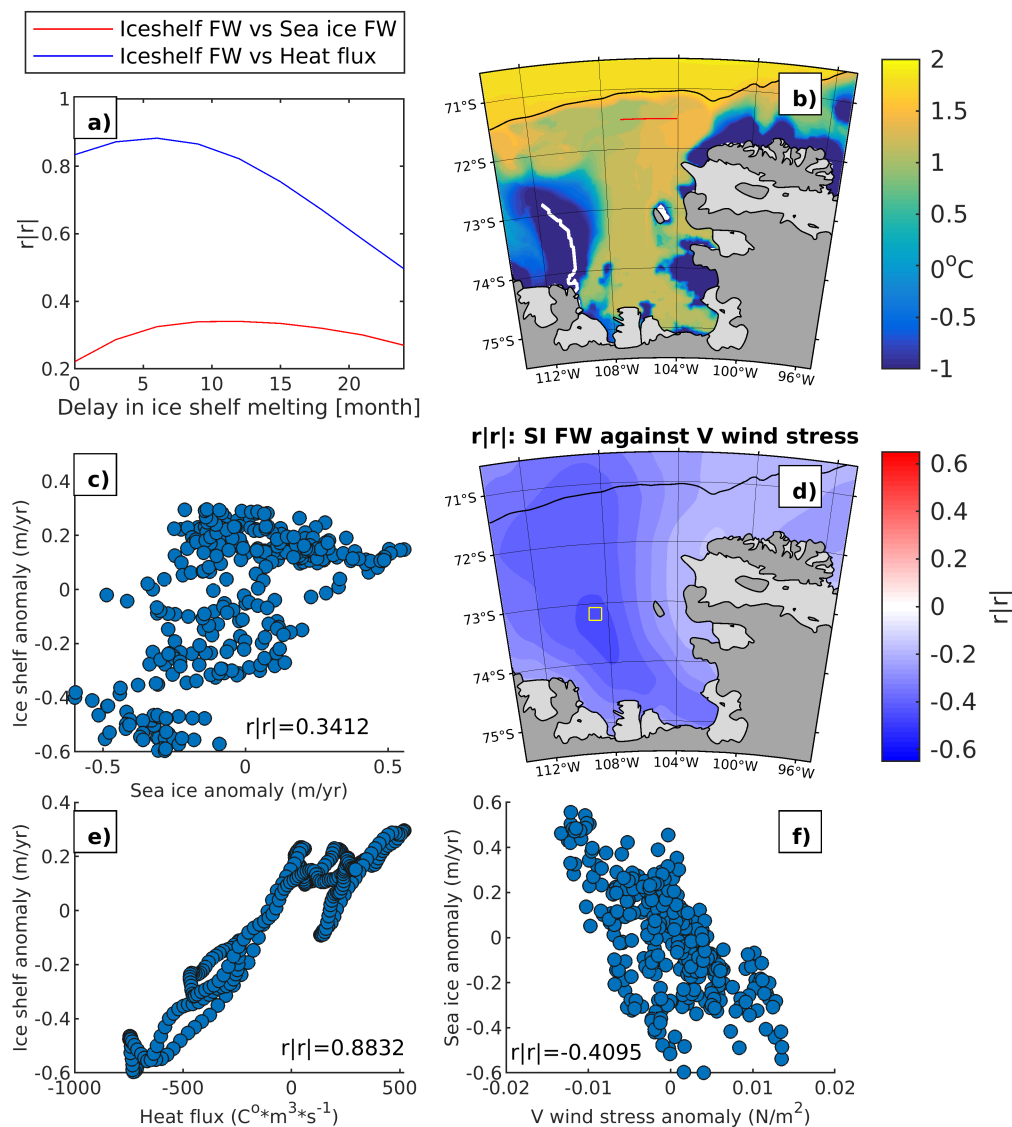 Iceshelf FW vs Sea ice FW
Iceshelf FW vs Heat flux
a)
1
0.8
0.6
0.4
0.2
r|r|
0 5 10 15 20
Delay in ice shelf melting [month]
b)
71°S
72°S
73°S
74°S
75°S
112°W 108°W 104°W 100°W 96°W
2
1.5
1
0.5
0°C
-0.5
-1
c)
0.4
0.2
0
-0.2
-0.4
-0.6
Ice shelf anomaly (m/yr)
r|r|=0.3412
-0.5 0 0.5
Sea ice anomaly (m/yr)
r|r|: SI FW against V wind stress
d)
71°S
72°S
73°S
74°S
75°S
112°W 108°W 104°W 100°W 96°W
0.6
0.4
0.2
0
-0.2
-0.4
-0.6
r|r|
e)
0.4
0.2
0
-0.2
-0.4
-0.6
Ice shelf anomaly (m/yr)
r|r|=0.8832
-1000 -500 0 500
Heat flux (C°*m³*s⁻¹)
f)
0.6
0.4
0.2
0
-0.2
-0.4
-0.6
Sea ice anomaly (m/yr)
r|r|=-0.4095
-0.02 -0.01 0 0.01 0.02
V wind stress anomaly (N/m²)